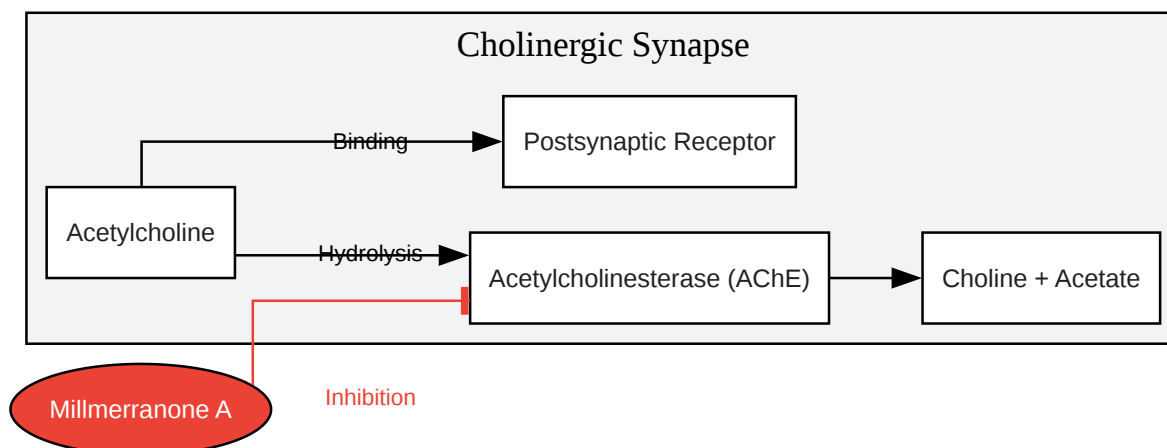 Cholinergic Synapse
Binding
Postsynaptic Receptor
Acetylcholine
Hydrolysis
Acetylcholinesterase (AChE)
Choline + Acetate
Millmerranone A
Inhibition